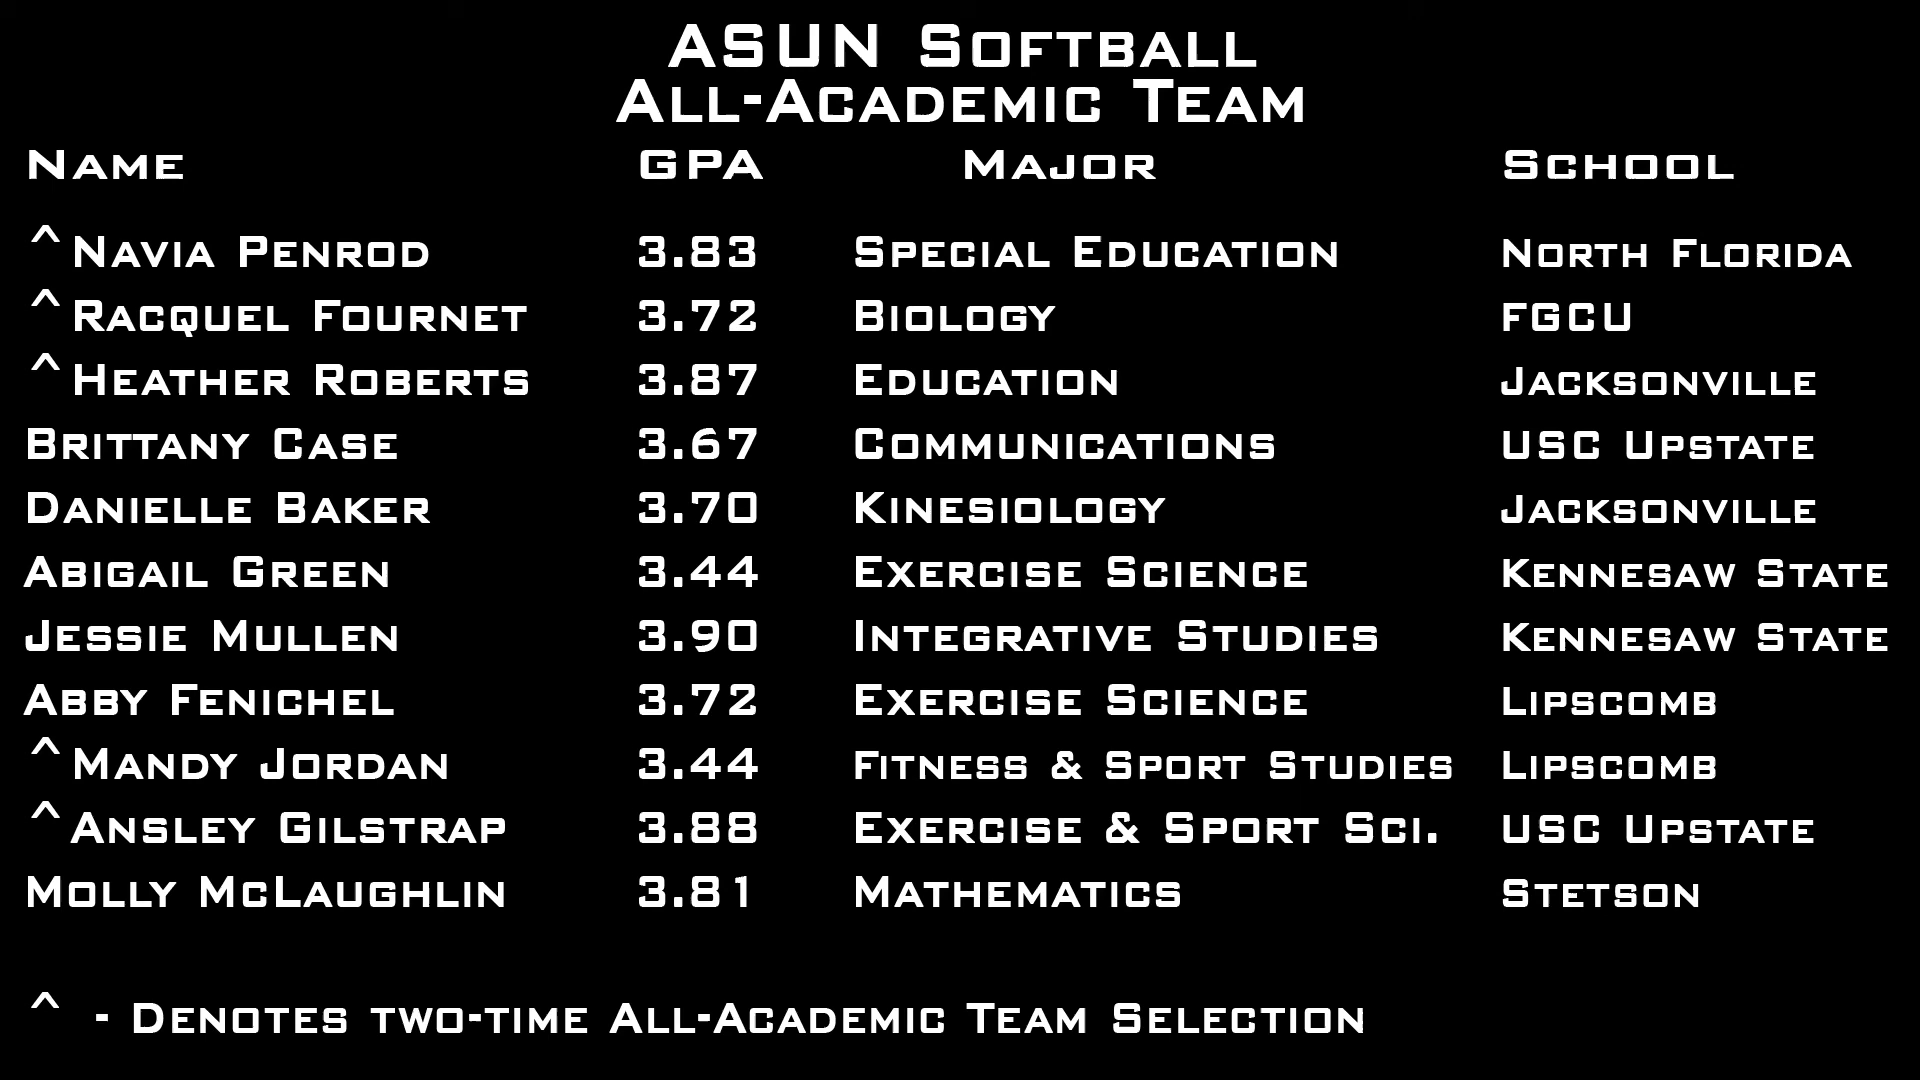 ASUN Softball
All-Academic Team
Name GPA Major School
^Navia Penrod 3.83 Special Education North Florida
^Racquel Fournet 3.72 Biology FGCU
^Heather Roberts 3.87 Education Jacksonville
Brittany Case 3.67 Communications USC Upstate
Danielle Baker 3.70 Kinesiology Jacksonville
Abigail Green 3.44 Exercise Science Kennesaw State
Jessie Mullen 3.90 Integrative Studies Kennesaw State
Abby Fenichel 3.72 Exercise Science Lipscomb
^Mandy Jordan 3.44 Fitness & Sport Studies Lipscomb
^Ansley Gilstrap 3.88 Exercise & Sport Sci. USC Upstate
Molly McLaughlin 3.81 Mathematics Stetson
^ - Denotes two-time All-Academic Team Selection